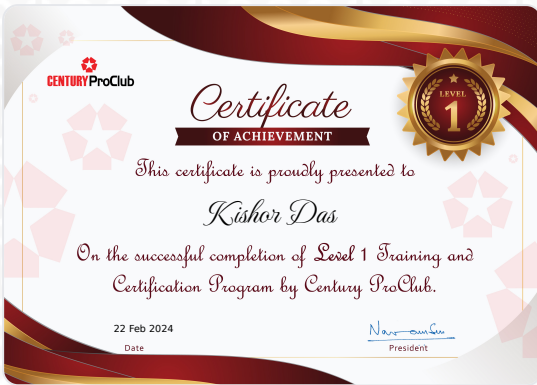 CENTURY ProClub
LEVEL
1
Certificate
OF ACHIEVEMENT
This certificate is proudly presented to
Kishor Das
On the successful completion of Level 1 Training and
Certification Program by Century ProClub.
22 Feb 2024
Date
President